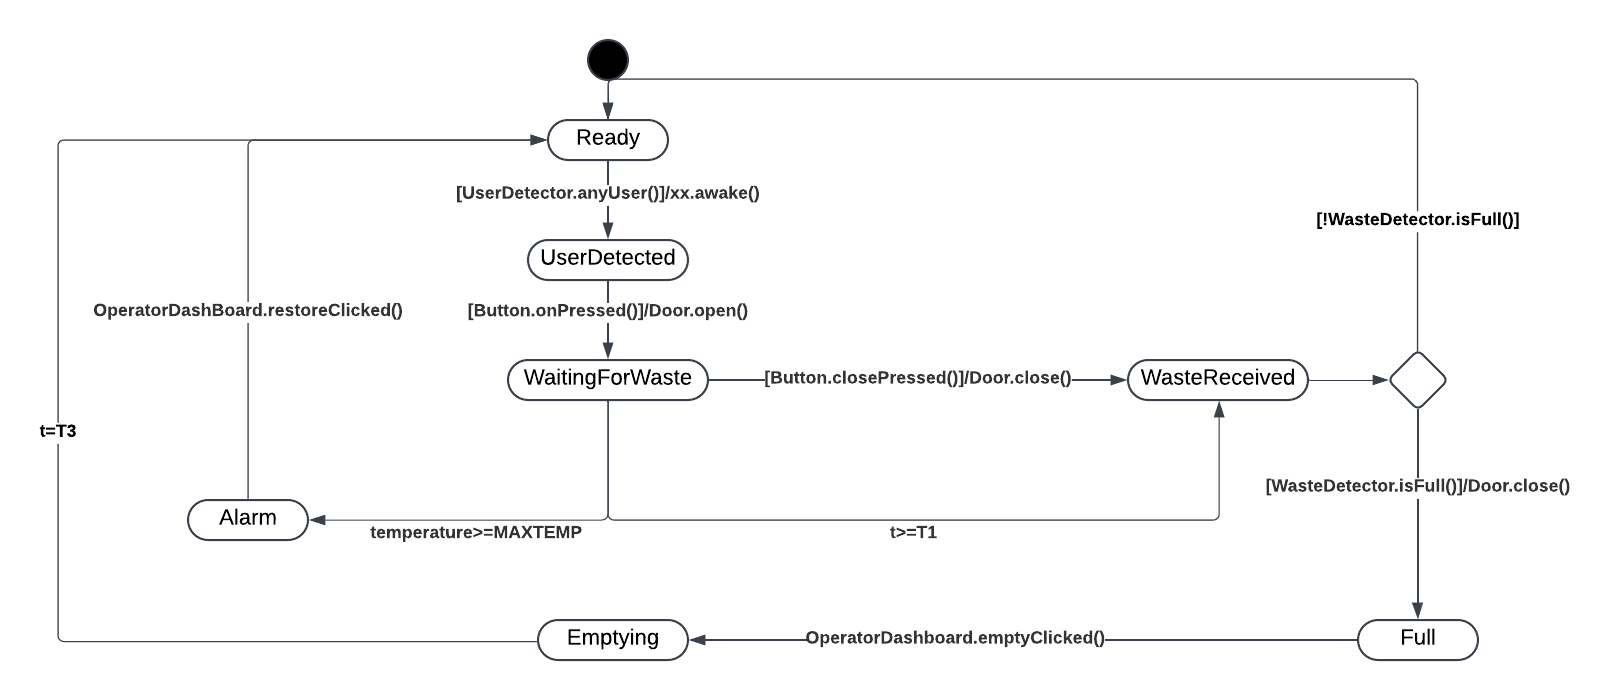 Ready
[UserDetector.anyUser()]/xx.awake()
[!WasteDetector.isFull()]
UserDetected
OperatorDashBoard.restoreClicked()
[Button.onPressed()]/Door.open()
WaitingForWaste
[Button.closePressed()]/Door.close()
WasteReceived
t=T3
[WasteDetector.isFull()]/Door.close()
Alarm
temperature>=MAXTEMP
t>=T1
Emptying
OperatorDashboard.emptyClicked()
Full